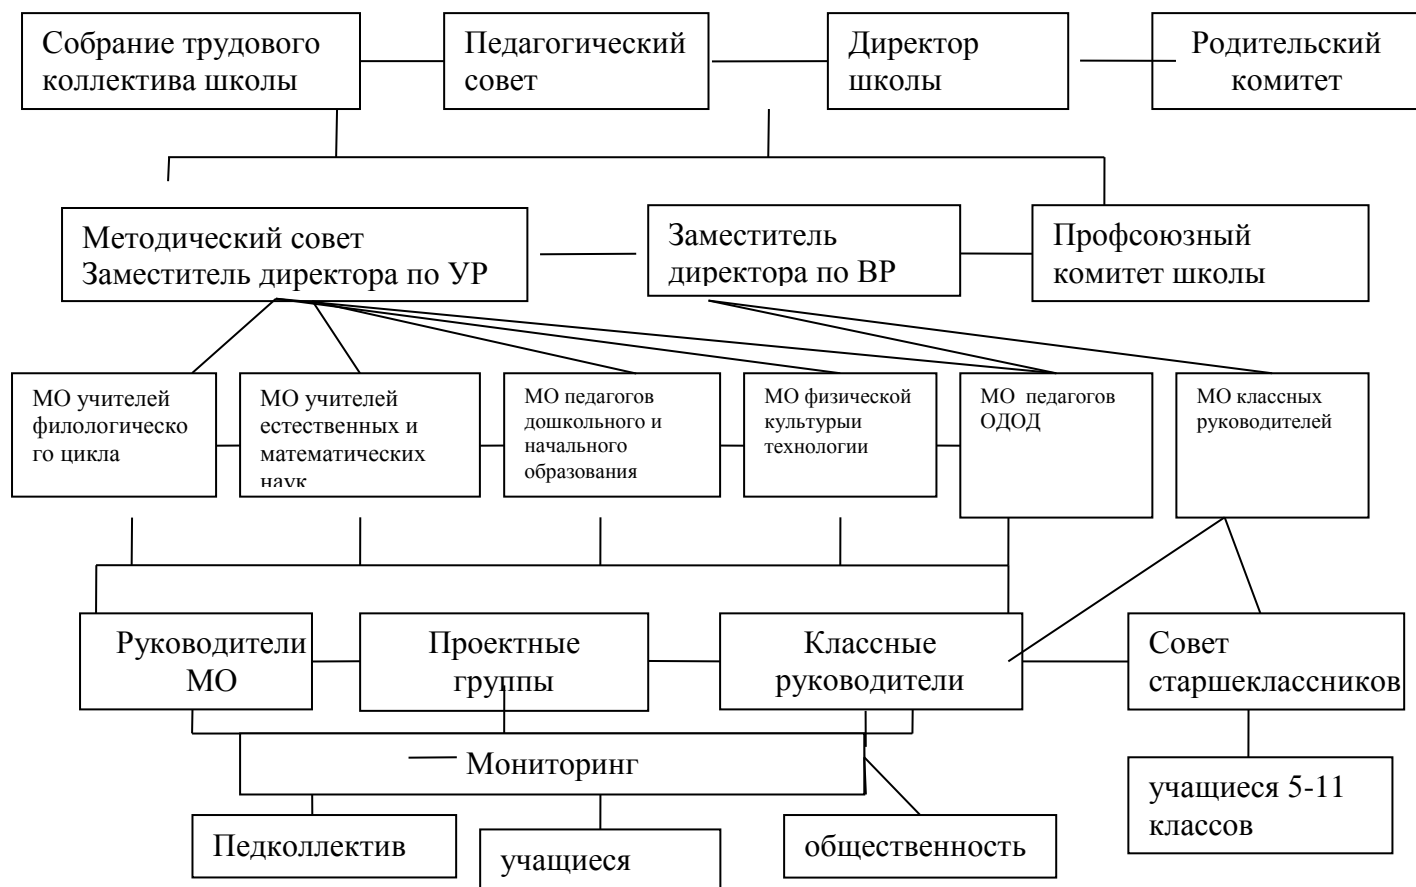 Собрание трудового
коллектива школы
Педагогический
совет
Директор
школы
Родительский
комитет
Методический совет
Заместитель директора по УР
Заместитель
директора по ВР
Профсоюзный
комитет школы
МО учителей
филологическо
го цикла
МО учителей
естественных и
математических
наук
МО педагогов
дошкольного и
начального
образования
МО физической
культурыи
технологии
МО педагогов
ОДОД
МО классных
руководителей
Руководители
МО
Проектные
группы
Классные
руководители
Совет
старшеклассников
Мониторинг
учащиеся 5-11
классов
Педколлектив
учащиеся
общественность